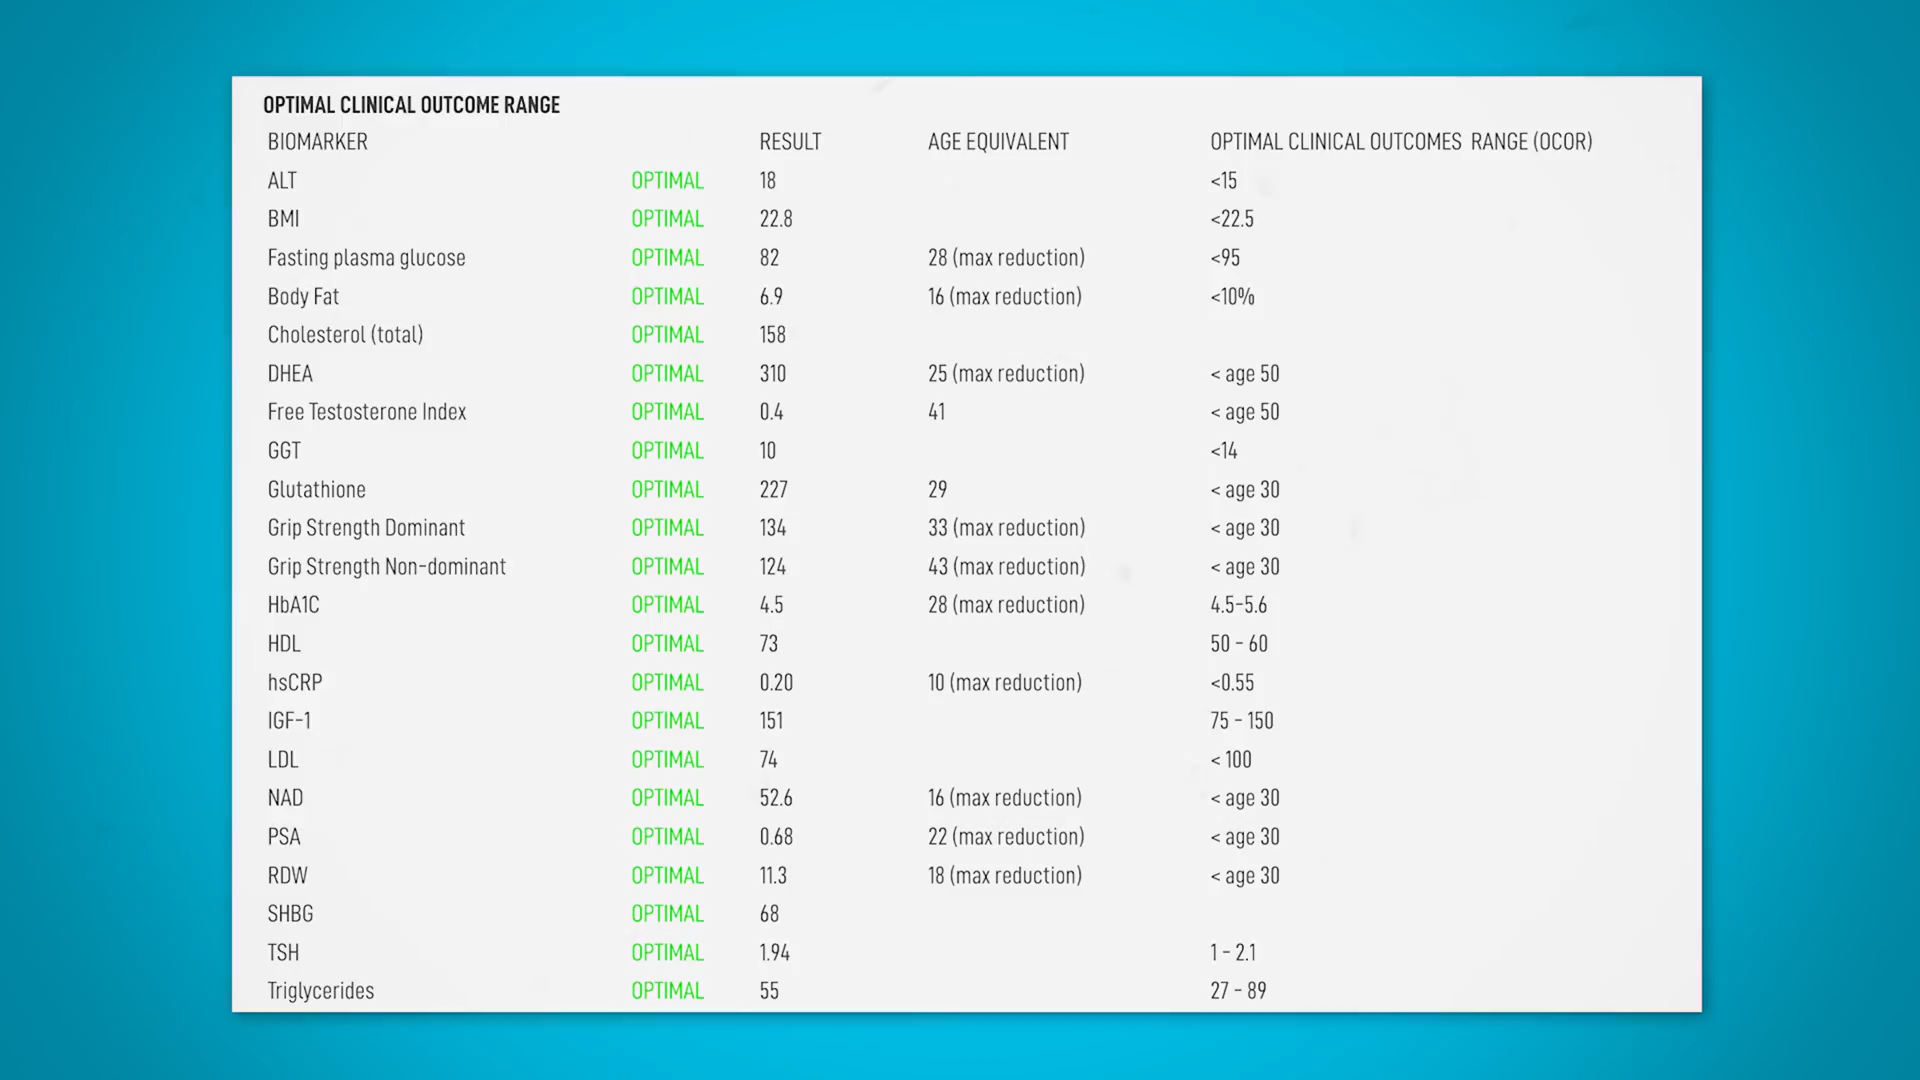 OPTIMAL CLINICAL OUTCOME RANGE
BIOMARKER RESULT AGE EQUIVALENT OPTIMAL CLINICAL OUTCOMES RANGE (OCOR)
ALT OPTIMAL 18 <15
BMI OPTIMAL 22.8 <22.5
Fasting plasma glucose OPTIMAL 82 28 (max reduction) <95
Body Fat OPTIMAL 6.9 16 (max reduction) <10%
Cholesterol (total) OPTIMAL 158
DHEA OPTIMAL 310 25 (max reduction) < age 50
Free Testosterone Index OPTIMAL 0.4 41 < age 50
GGT OPTIMAL 10 <14
Glutathione OPTIMAL 227 29 < age 30
Grip Strength Dominant OPTIMAL 134 33 (max reduction) < age 30
Grip Strength Non-dominant OPTIMAL 124 43 (max reduction) < age 30
HbA1C OPTIMAL 4.5 28 (max reduction) 4.5-5.6
HDL OPTIMAL 73 50 - 60
hsCRP OPTIMAL 0.20 10 (max reduction) <0.55
IGF-1 OPTIMAL 151 75 - 150
LDL OPTIMAL 74 < 100
NAD OPTIMAL 52.6 16 (max reduction) < age 30
PSA OPTIMAL 0.68 22 (max reduction) < age 30
RDW OPTIMAL 11.3 18 (max reduction) < age 30
SHBG OPTIMAL 68
TSH OPTIMAL 1.94 1 - 2.1
Triglycerides OPTIMAL 55 27 - 89